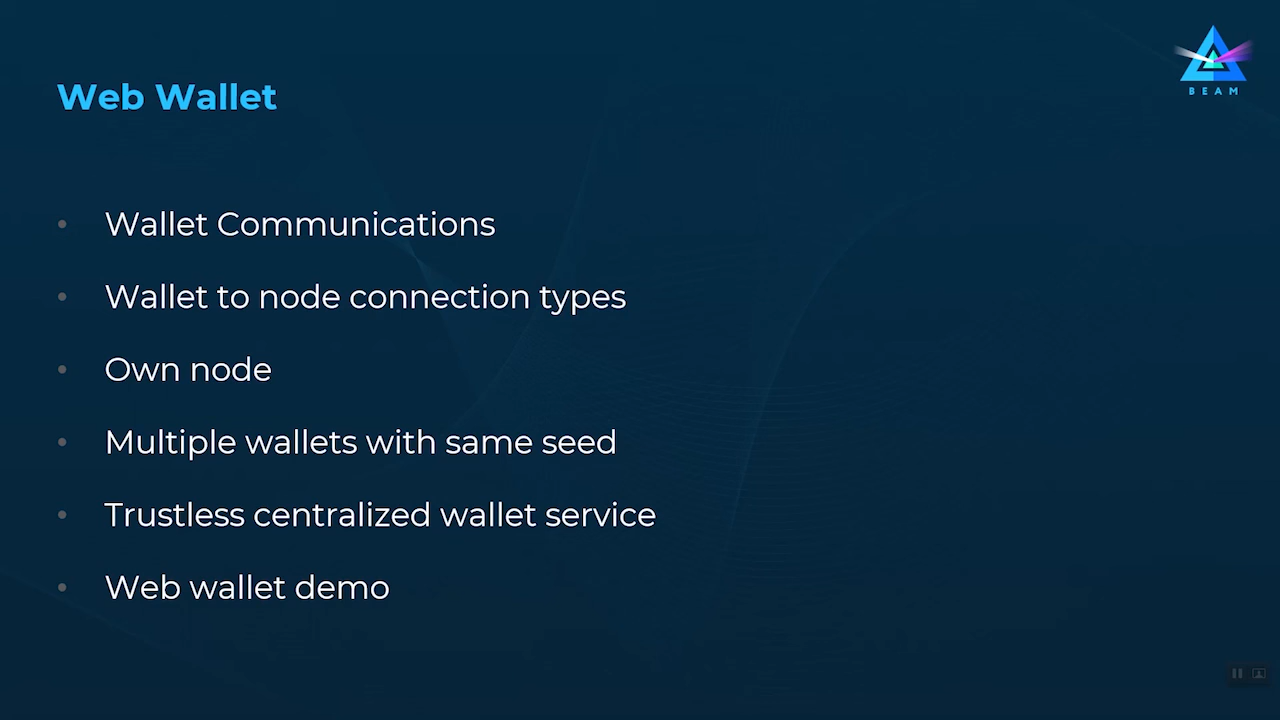 BEAM
Web Wallet
• Wallet Communications
• Wallet to node connection types
• Own node
• Multiple wallets with same seed
• Trustless centralized wallet service
• Web wallet demo